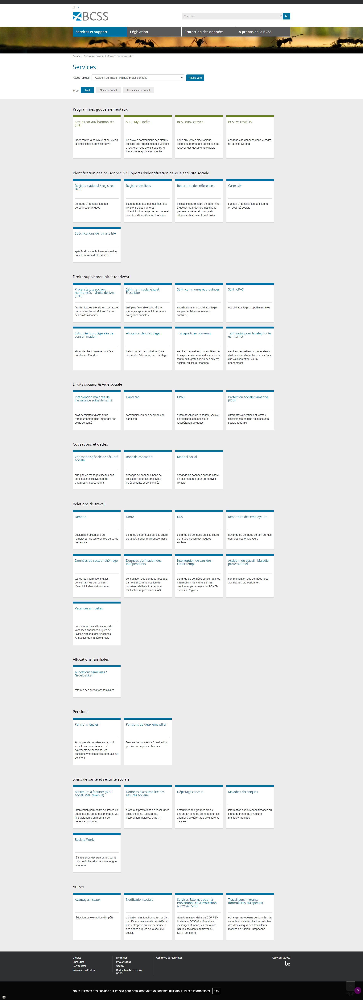 nl | fr
BCSS
Chercher
Services et support
Législation
Protection des données
A propos de la BCSS
Accueil / Services et support / Services par groupe cible
Services
Accès rapides
Accident du travail - Maladie professionnelle
Accès vers
Type
Tout
Secteur social
Hors secteur social
Programmes gouvernementaux
Statuts sociaux harmonisés
(SSH)
lutter contre la pauvreté et oeuvrer à
la simplification administrative
SSH - MyBEnefits
Le citoyen communique ses statuts
sociaux aux organismes qui vérifient
et octroient des droits sociaux, le
tout via une application mobile
BCSS eBox citoyen
boîte aux lettres électronique
sécurisée permettant au citoyen de
recevoir des documents officiels
BCSS vs covid-19
échanges de données dans le cadre
de la crise Corona
Identification des personnes & Supports d'identification dans la sécurité sociale
Registre national / registres
BCSS
données d'identification des
personnes physiques
Registre des liens
base de données qui maintient des
liens entre des numéros
d'identification belge de personne et
des clefs d'identification étrangère
Répertoire des références
indications permettant de déterminer
à quelles données les institutions
peuvent accéder et pour quels
citoyens elles traitent un dossier
Carte isi+
support d'identification additionnel
en sécurité sociale
Spécifications de la carte isi+
spécifications techniques et service
pour l'émission de la carte isi+
Droits supplémentaires (dérivés)
Projet statuts sociaux
harmonisés – droits dérivés
(SSH)
faciliter l'accès aux statuts sociaux et
harmoniser les conditions d'octroi
des droits associés
SSH : Tarif social Gaz et
Electricité
tarif plus favorable octroyé aux
ménages appartenant à certaines
catégories sociales
SSH : communes et provinces
exonérations et octroi d'avantages
supplémentaires (nouveaux
contrats)
SSH : CPAS
octroi d'avantages supplémentaires
SSH : client protégé eau de
consommation
statut de client protégé pour l'eau
potable en Flandre
Allocation de chauffage
instruction et transmission d'une
demande d'allocation de chauffage
Transports en commun
services permettant aux sociétés de
transports en commun d'accorder un
tarif réduit /gratuit selon des critères
sociaux ou liés au ménage
Tarif social pour la téléphonie
et internet
services permettant aux opérateurs
d'allouer une diminution sur les frais
d'installation et/ou sur un
abonnement
Droits sociaux & Aide sociale
Intervention majorée de
l'assurance soins de santé
droit permettant d'obtenir un
remboursement plus important des
soins de santé
Handicap
communication des décisions de
handicap
CPAS
automatisation de l'enquête sociale,
octroi d'une aide sociale et
récupération de dettes
Protection sociale flamande
(VSB)
différentes allocations et formes
d'assistance en plus de la sécurité
sociale fédérale
Cotisations et dettes
Cotisation spéciale de sécurité
sociale
due par les ménages fiscaux non
constitués exclusivement de
travailleurs indépendants
Bons de cotisation
échange de données 'bons de
cotisation' pour les employés,
indépendants et pensionnés
Maribel social
échange de données dans le cadre
de ces mesures pour promouvoir
l'emploi
Relations de travail
Dimona
déclaration obligatoire de
l'employeur de toute entrée ou sortie
de service
DmfA
échange de données dans le cadre
de la déclaration multifonctionnelle
DRS
échange de données dans le cadre
de la déclaration des risques
sociaux
Répertoire des employeurs
échange de données portant sur des
données des employeurs
Données du secteur chômage
toutes les informations utiles
concernant les demandeurs
d'emploi, indemnisés ou non
Données d'affiliation des
indépendants
consultation des données liées à la
carrière et communication de
données relatives à la période
d'affiliation auprès d'une CAS
Interruption de carrière -
crédit-temps
échange de données concernant les
interruptions de carrière et les
crédits-temps octroyés par l'ONEM
et/ou les Régions
Accident du travail - Maladie
professionnelle
communication des données liées
aux risques professionnels
Vacances annuelles
consultation des attestations de
vacances annuelles auprès de
l'Office National des Vacances
Annuelles de manière directe
Allocations familiales
Allocations familiales /
Groeipakket
réforme des allocations familiales
Pensions
Pensions légales
échanges de données en rapport
avec les reconnaissances et
paiements de pensions, les
pensions versées et les retenues sur
pensions
Pensions du deuxième pilier
Banque de données « Constitution
pensions complémentaires »
Soins de santé et sécurité sociale
Maximum à facturer (MAF
social, MAF revenus)
intervention permettant de limiter les
dépenses de santé des ménages via
l'instauration d'un montant de
dépense maximum
Données d'assurabilité des
assurés sociaux
droits aux prestations de l'assurance
soins de santé (assurance,
intervention majorée, DMG…)
Dépistage cancers
déterminer des groupes cibles
entrant en ligne de compte pour les
examens de dépistage de différents
cancers
Maladies chroniques
information sur la reconnaissance du
statut de personne avec une
maladie chronique
Back to Work
ré-intégration des personnes sur le
marché du travail après une longue
incapacité
Autres
Avantages fiscaux
réduction ou exemption d'impôts
Notification sociale
obligation des fonctionnaires publics
ou officiers ministériels de vérifier si
une entreprise ou une personne a
des dettes auprès de la sécurité
sociale
Services Externes pour la
Préventions et la Protection
au travail SEPP
répertoire secondaire de COPREV
hosté à la BCSS distribuant les
messages Dimona, les mutations
RN, les accidents du travail au
SEPP concerné
Travailleurs migrants
(formulaires européens)
échanges européens de données de
sécurité sociale facilitant le maintien
des droits acquis des travailleurs
mobiles de l'Union Européenne
Contact
Liens utiles
Service Desk
Information in English
Disclaimer
Privacy Notice
Cookies
Déclaration d'accessibilité
BCSS
Conditions de réutilisation
Copyright @2020
.be
Nous utilisons des cookies sur ce site pour améliorer votre expérience utilisateur. Plus d'informations
OK
0
C